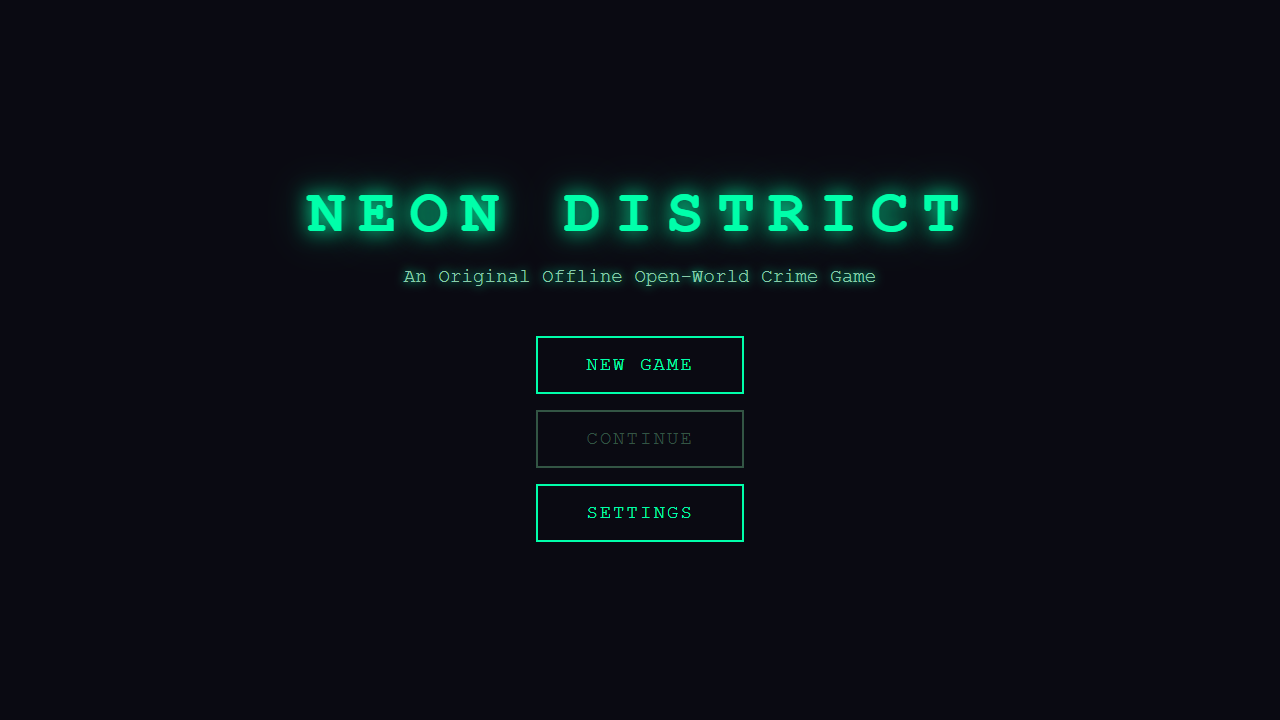 NEON DISTRICT
An Original Offline Open-World Crime Game
NEW GAME
CONTINUE
SETTINGS